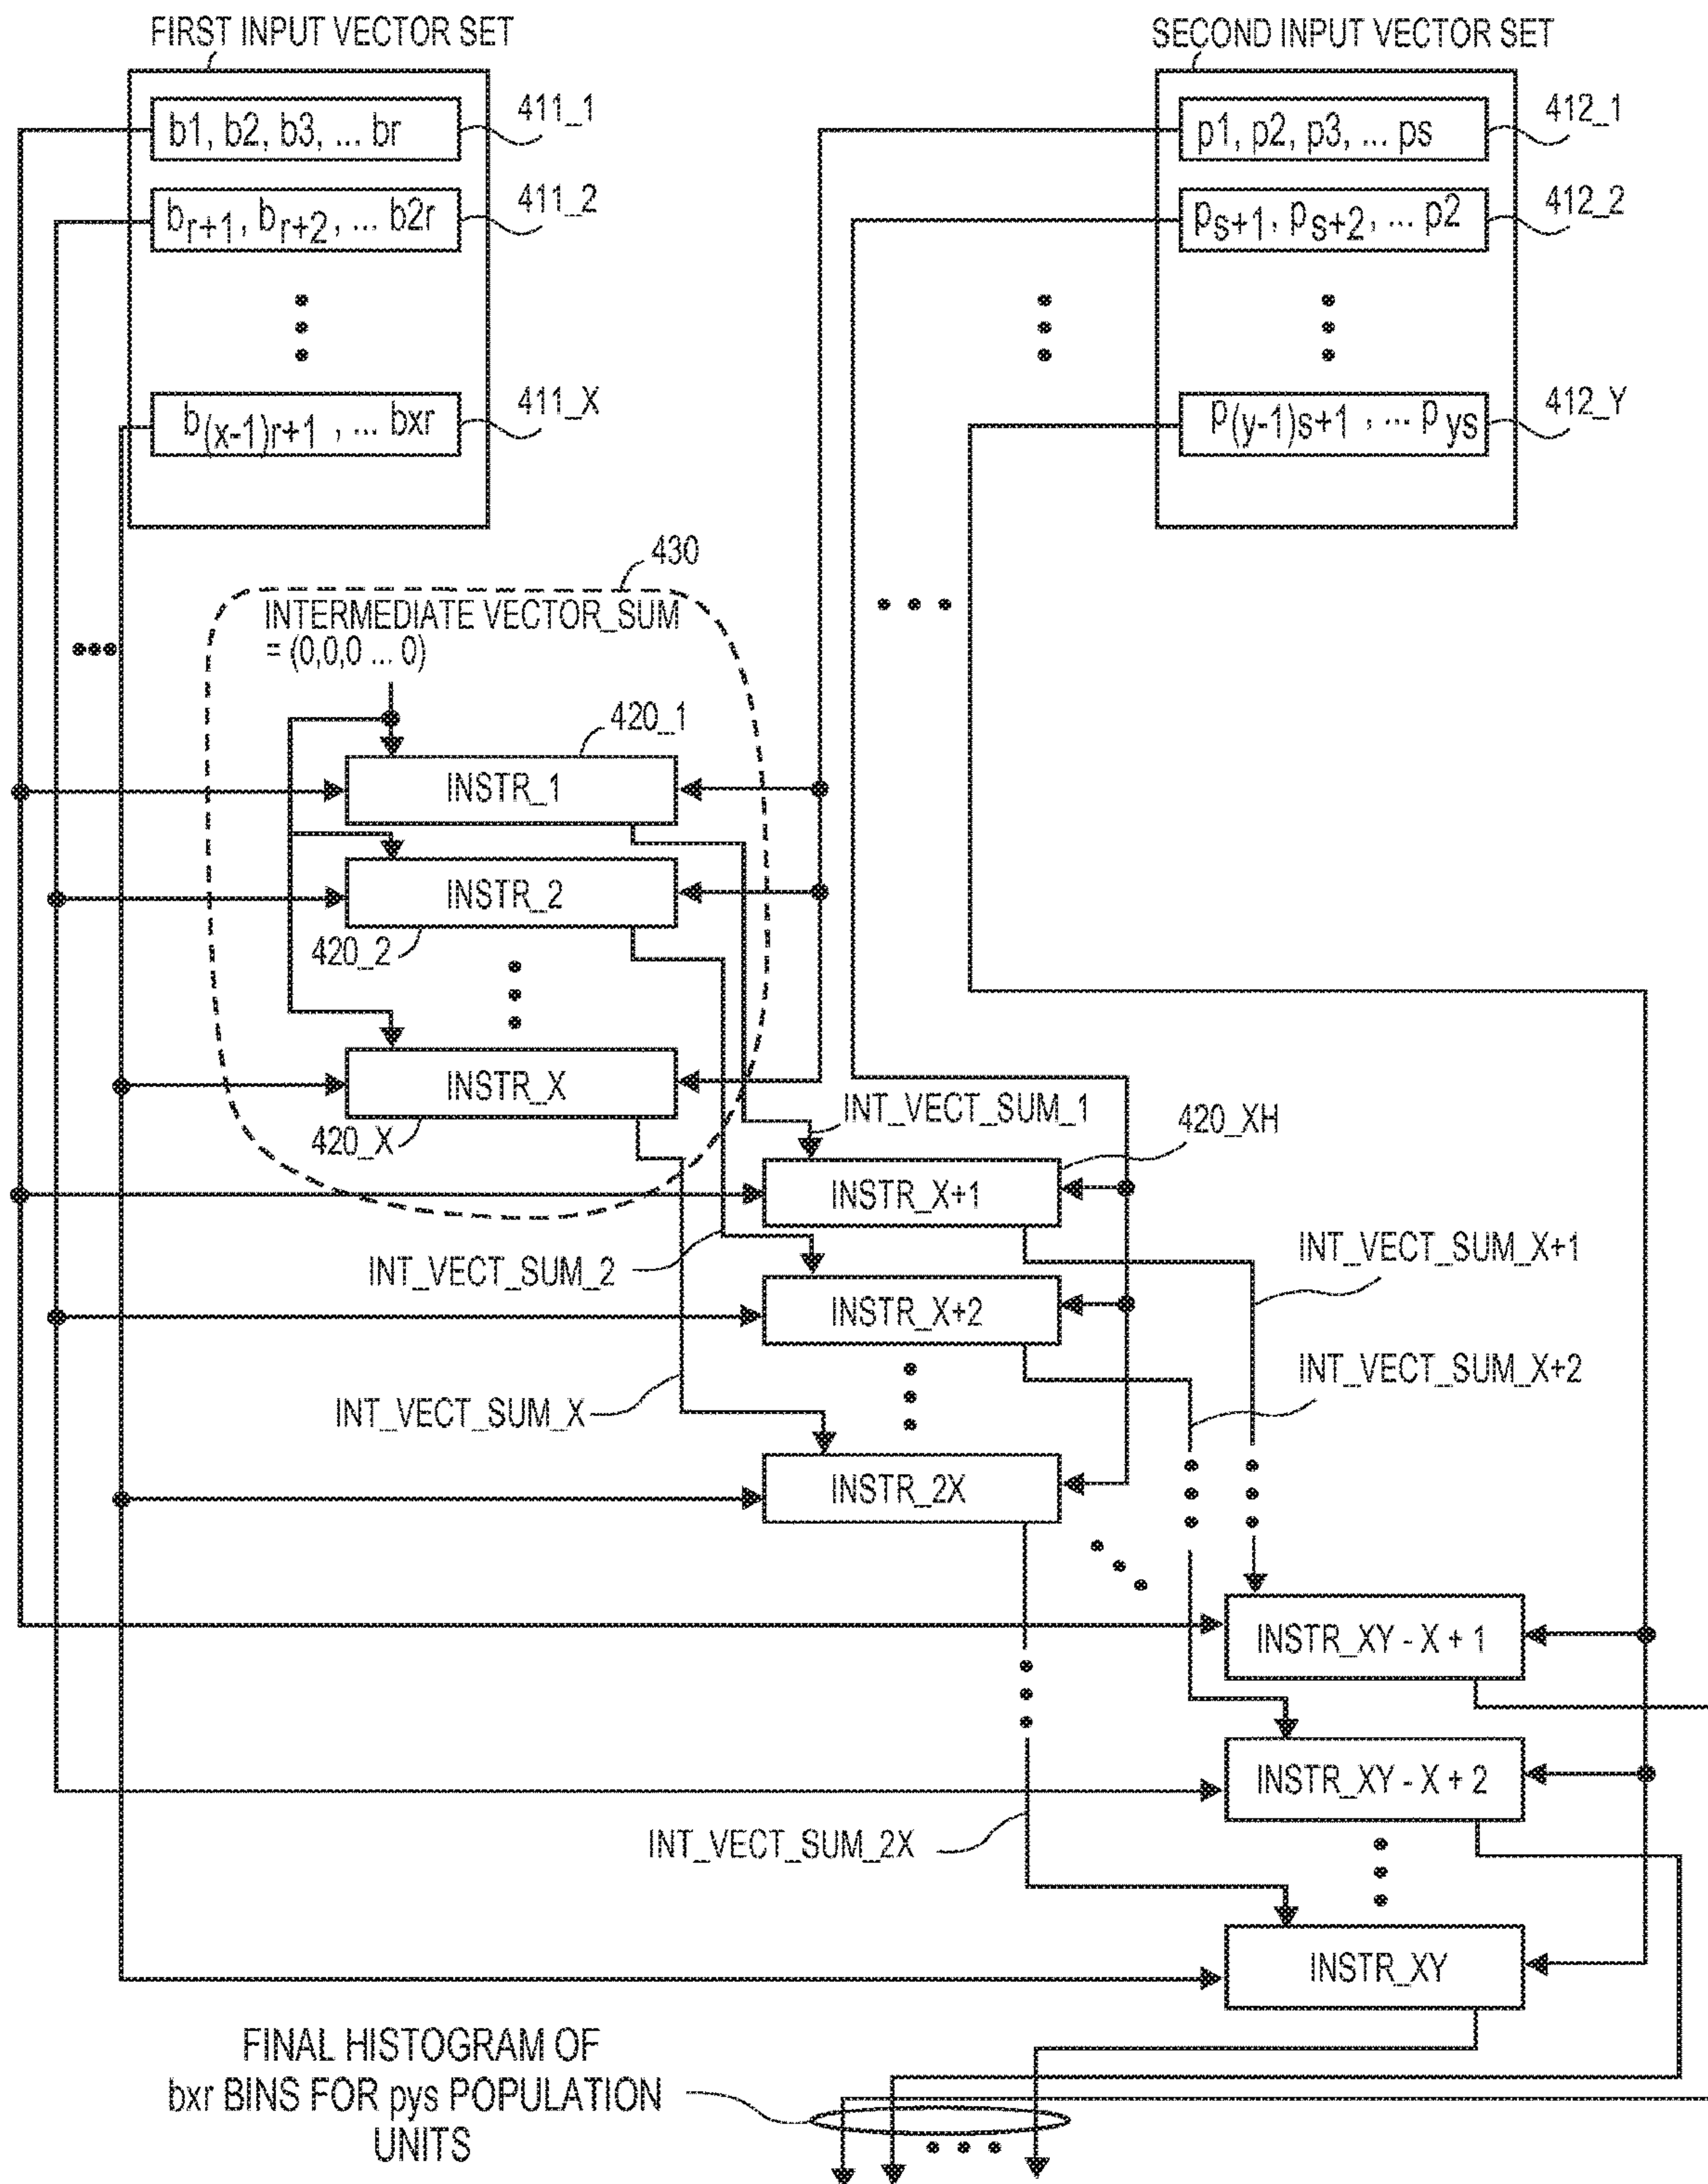 FIRST INPUT VECTOR SET
SECOND INPUT VECTOR SET
b1, b2, b3, ... br
411_1
p1, p2, p3, ... ps
412_1
br+1, br+2, ... b2r
411_2
ps+1, ps+2, ... p2
412_2
b(x-1)r+1 , ... bxr
411_X
p(y-1)s+1 , ... pys
412_Y
430
INTERMEDIATE VECTOR_SUM
= (0,0,0 ... 0)
420_1
INSTR_1
INSTR_2
420_2
INSTR_X
420_X
INT_VECT_SUM_1
420_XH
INSTR_X+1
INT_VECT_SUM_2
INT_VECT_SUM_X+1
INSTR_X+2
INT_VECT_SUM_X+2
INT_VECT_SUM_X
INSTR_2X
INSTR_XY - X + 1
INSTR_XY - X + 2
INT_VECT_SUM_2X
INSTR_XY
FINAL HISTOGRAM OF
bxr BINS FOR pys POPULATION
UNITS